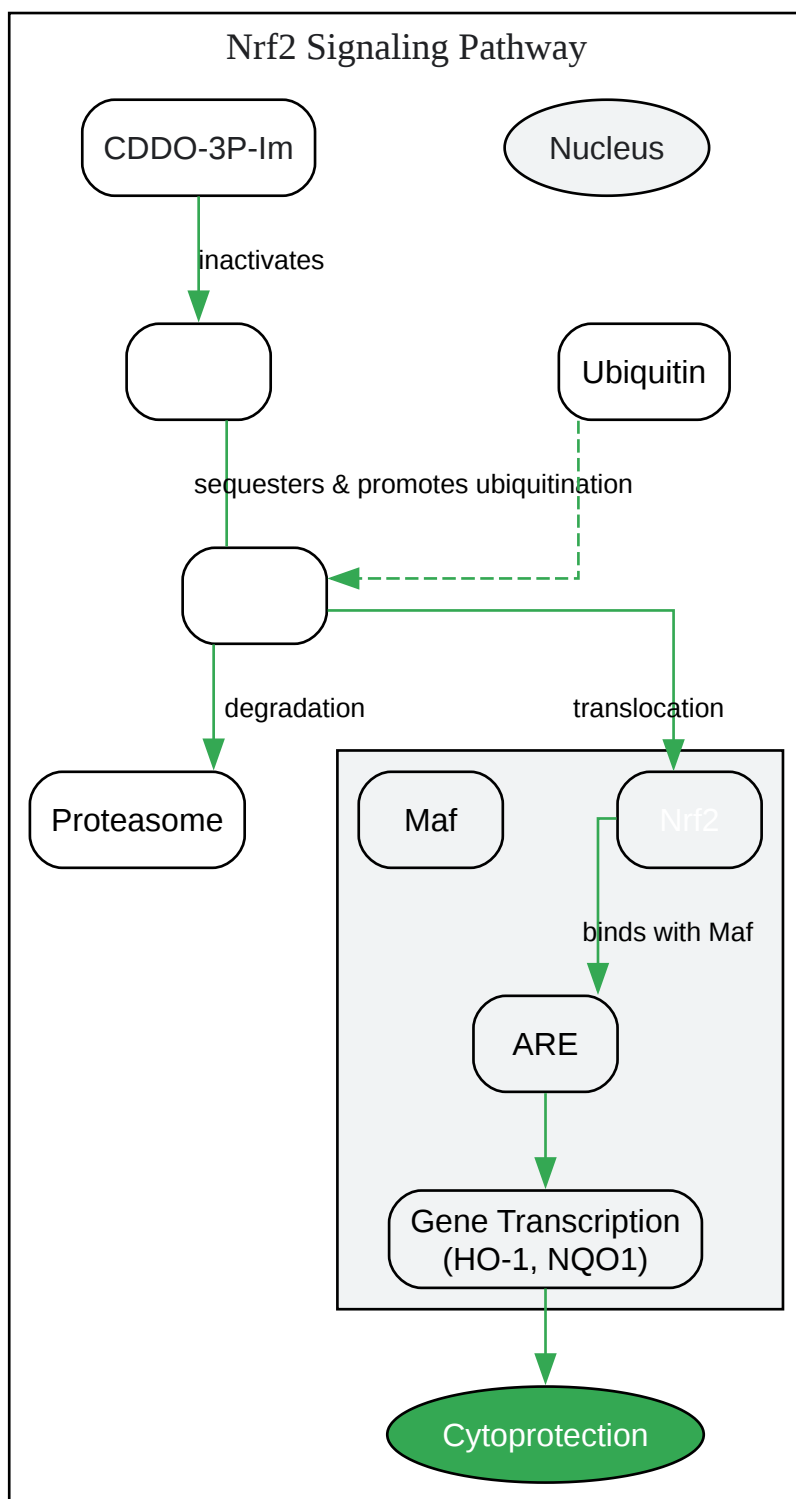 Nrf2 Signaling Pathway
CDDO-3P-Im
Nucleus
inactivates
Ubiquitin
sequesters & promotes ubiquitination
degradation
translocation
Proteasome
Maf
Nrf2
binds with Maf
ARE
Gene Transcription
(HO-1, NQO1)
Cytoprotection